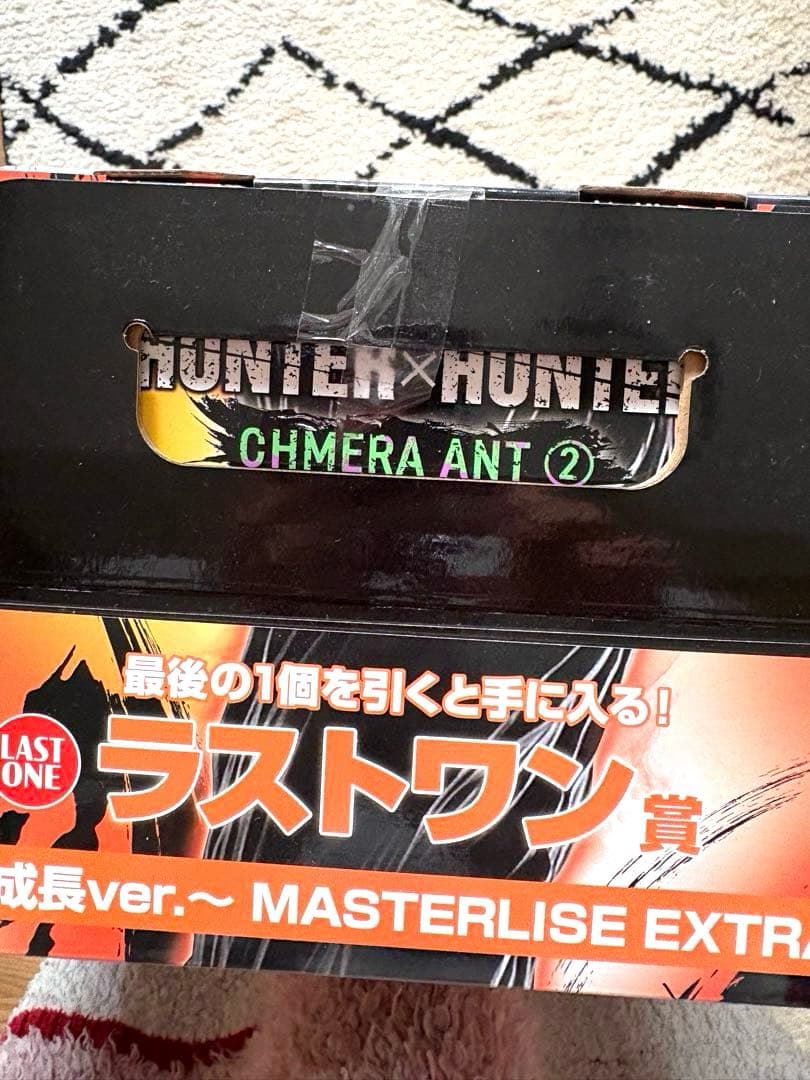 HUNTER×HUNTER
CHMERA ANT ②
最後の1個を引くと手に入る!
LAST
ONE
ラストワン賞
成長ver.～ MASTERLISE EXTRA